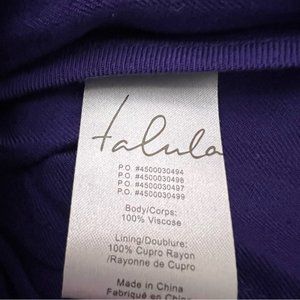 talula
P.O. #4500030494
P.O. #4500030496
P.O. #4500030497
P.O. #4500030499
Body/Corps:
100% Viscose
Lining/Doublure:
100% Cupro Rayon
/Rayonne de Cupro
Made in China
Fabriqué en Chine